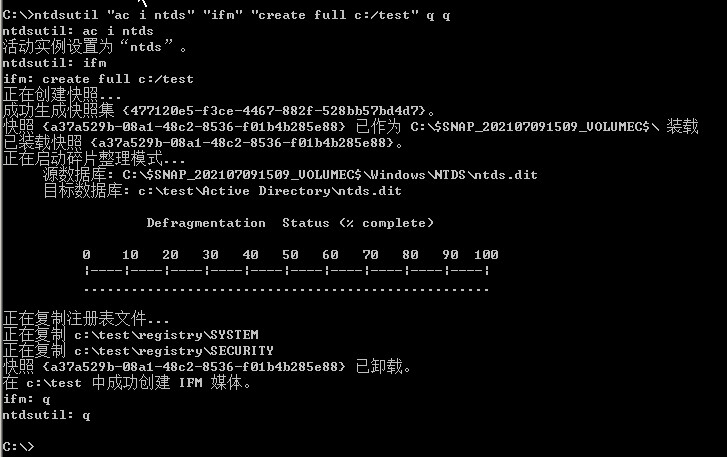 C:\>ntdsutil "ac i ntds" "ifm" "create full c:/test" q q
ntdsutil: ac i ntds
活动实例设置为“ntds”。
ntdsutil: ifm
ifm: create full c:/test
正在创建快照...
成功生成快照集 {477120e5-f3ce-4467-882f-528bb57bd4d7}。
快照 {a37a529b-08a1-48c2-8536-f01b4b285e88} 已作为 C:\$SNAP_202107091509_VOLUMEC$\ 装载
已装载快照 {a37a529b-08a1-48c2-8536-f01b4b285e88}。
正在启动碎片整理模式...
源数据库: C:\$SNAP_202107091509_VOLUMEC$\Windows\NTDS\ntds.dit
目标数据库: c:\test\Active Directory\ntds.dit
Defragmentation Status (% complete)
0 10 20 30 40 50 60 70 80 90 100
|----|----|----|----|----|----|----|----|----|----|
...................................................
正在复制注册表文件...
正在复制 c:\test\registry\SYSTEM
正在复制 c:\test\registry\SECURITY
快照 {a37a529b-08a1-48c2-8536-f01b4b285e88} 已卸载。
在 c:\test 中成功创建 IFM 媒体。
ifm: q
ntdsutil: q
C:\>